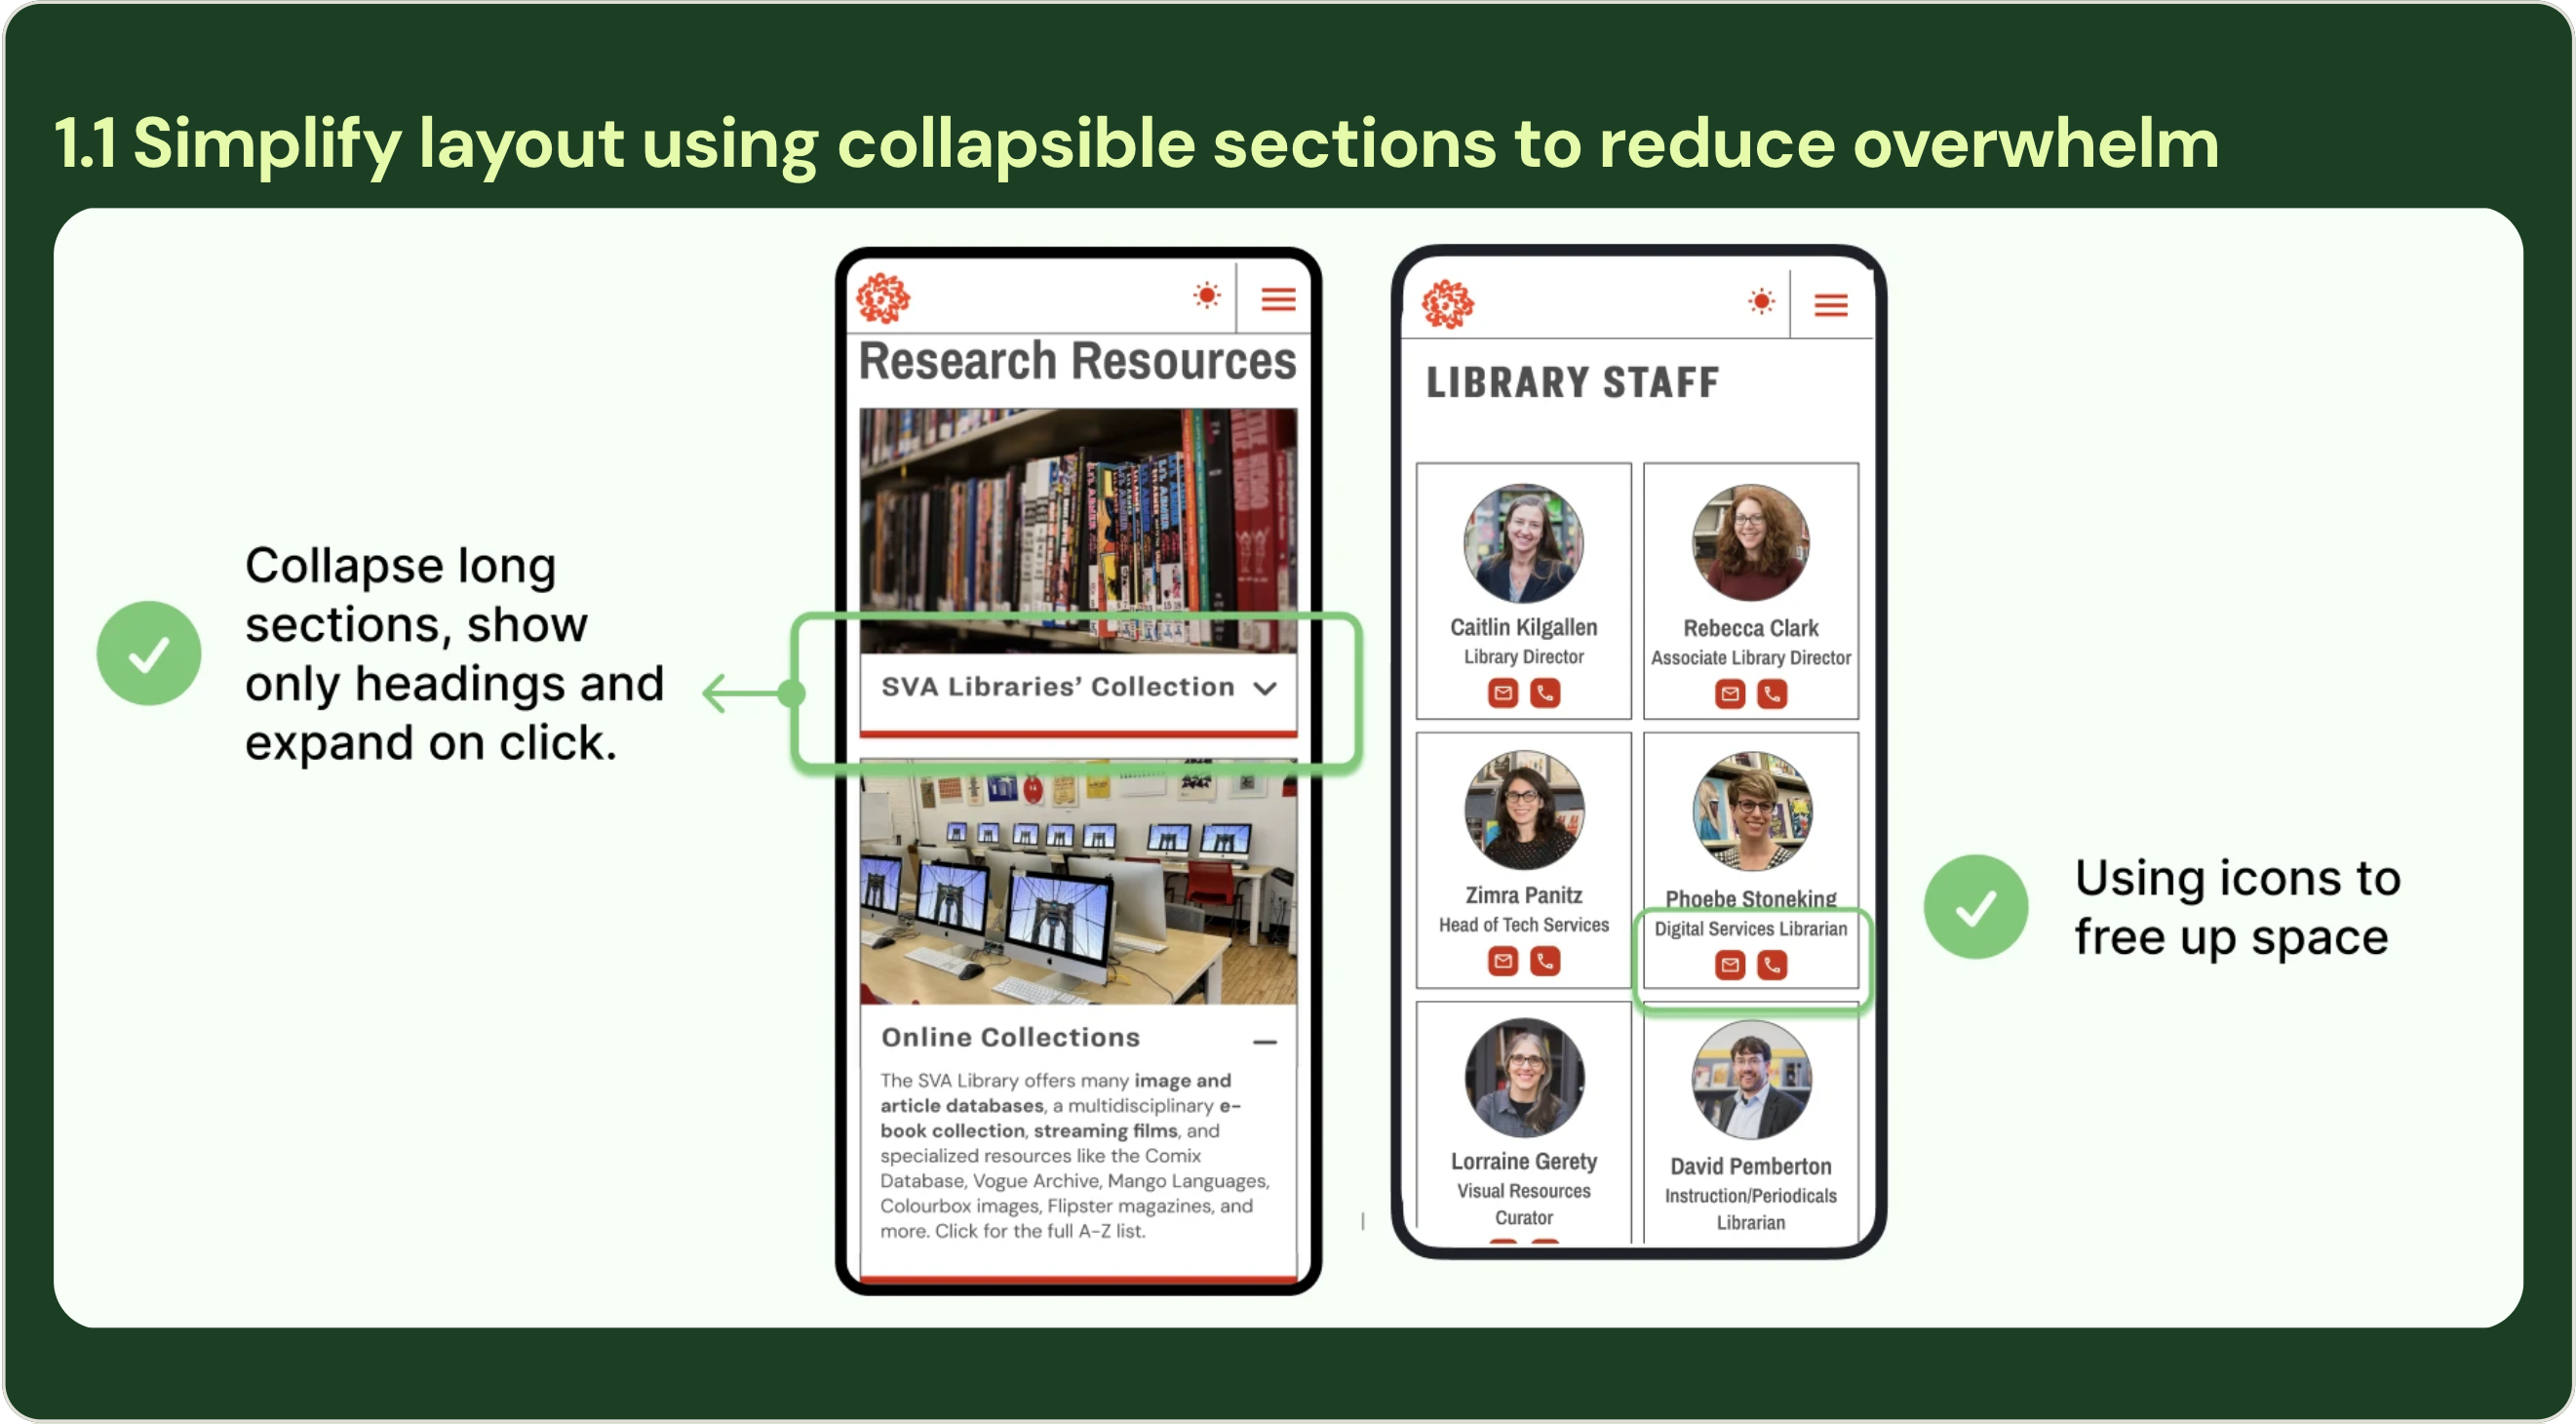 1.1 Simplify layout using collapsible sections to reduce overwhelm
Collapse long
sections, show
only headings and
expand on click.
Research Resources
SVA Libraries’ Collection
Online Collections
The SVA Library offers many image and
article databases, a multidisciplinary e-
book collection, streaming films, and
specialized resources like the Comix
Database, Vogue Archive, Mango Languages,
Colourbox images, Flipster magazines, and
more. Click for the full A-Z list.
LIBRARY STAFF
Caitlin Kilgallen
Library Director
Rebecca Clark
Associate Library Director
Zimra Panitz
Head of Tech Services
Phoebe Stoneking
Digital Services Librarian
Lorraine Gerety
Visual Resources
Curator
David Pemberton
Instruction/Periodicals
Librarian
Using icons to
free up space